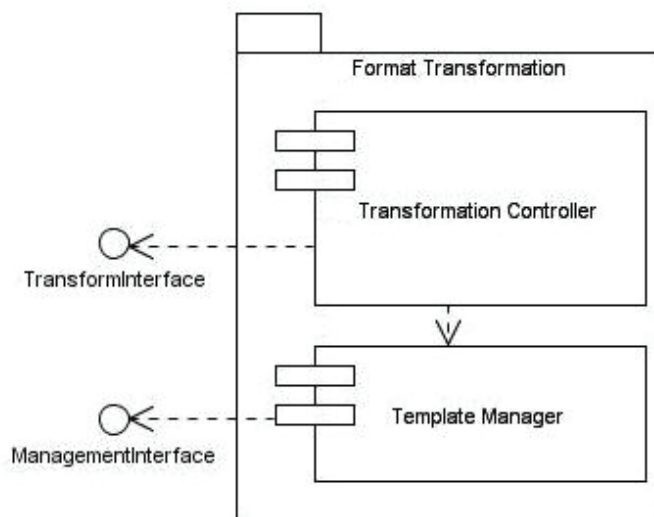 Format Transformation
Transformation Controller
TransformInterface
Template Manager
ManagementInterface